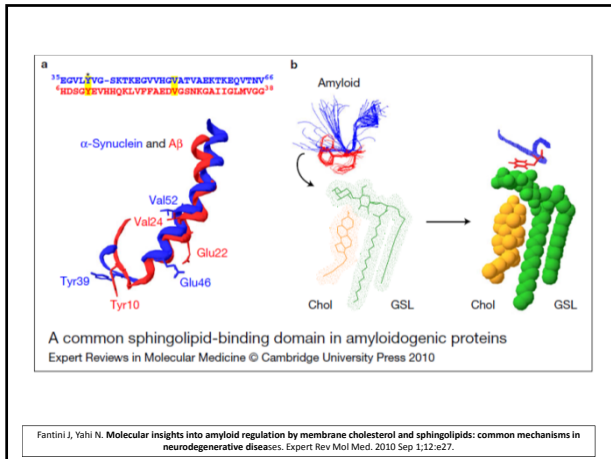 a
³⁵EGVLYVG-SKTKEGVVHGVATVAEKTKEQVTNV⁶⁶
⁶HDSGYEVHHQKLVFFAEDVGSNKGAIIGLMVGG³⁸
α-Synuclein and Aβ
Val52
Val24
Glu22
Glu46
Tyr39
Tyr10
b
Amyloid
Chol
GSL
Chol
GSL
A common sphingolipid-binding domain in amyloidogenic proteins
Expert Reviews in Molecular Medicine © Cambridge University Press 2010
Fantini J, Yahi N. Molecular insights into amyloid regulation by membrane cholesterol and sphingolipids: common mechanisms in
neurodegenerative diseases. Expert Rev Mol Med. 2010 Sep 1;12:e27.